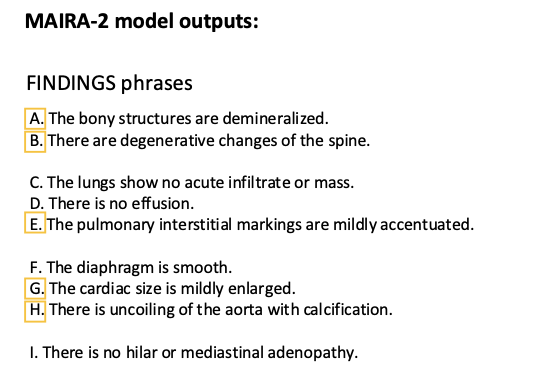 MAIRA-2 model outputs:
FINDINGS phrases
A. The bony structures are demineralized.
B. There are degenerative changes of the spine.
C. The lungs show no acute infiltrate or mass.
D. There is no effusion.
E. The pulmonary interstitial markings are mildly accentuated.
F. The diaphragm is smooth.
G. The cardiac size is mildly enlarged.
H. There is uncoiling of the aorta with calcification.
I. There is no hilar or mediastinal adenopathy.